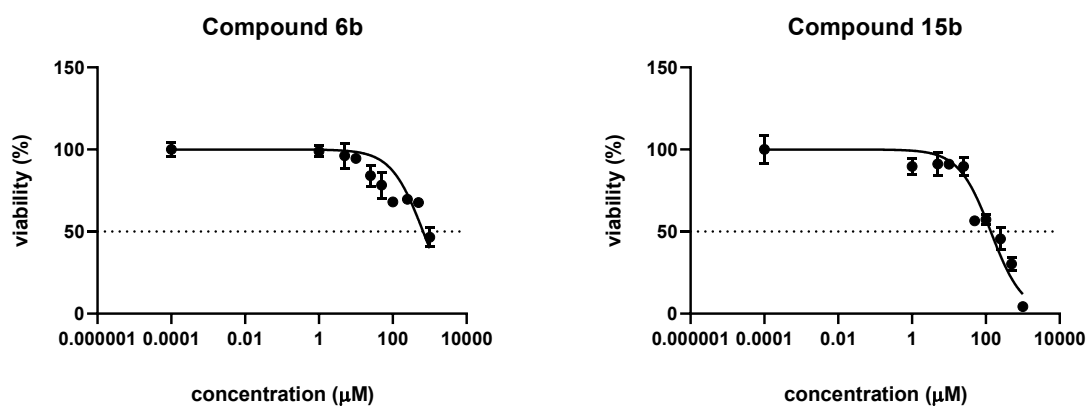 Compound 6b
150
100
50
0
viability (%)
0.000001 0.0001 0.01 1 100 10000
concentration (μM)
Compound 15b
150
100
50
0
viability (%)
0.000001 0.0001 0.01 1 100 10000
concentration (μM)